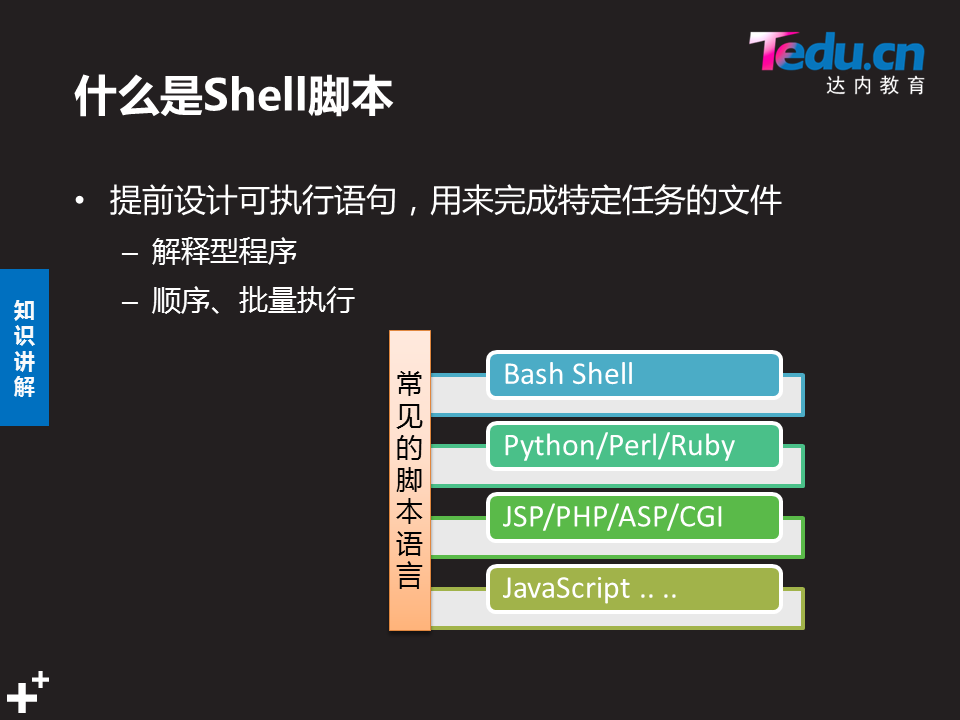 Tedu.cn
达内教育
什么是Shell脚本
• 提前设计可执行语句，用来完成特定任务的文件
– 解释型程序
– 顺序、批量执行
知识讲解
常见的脚本语言
Bash Shell
Python/Perl/Ruby
JSP/PHP/ASP/CGI
JavaScript .. ..